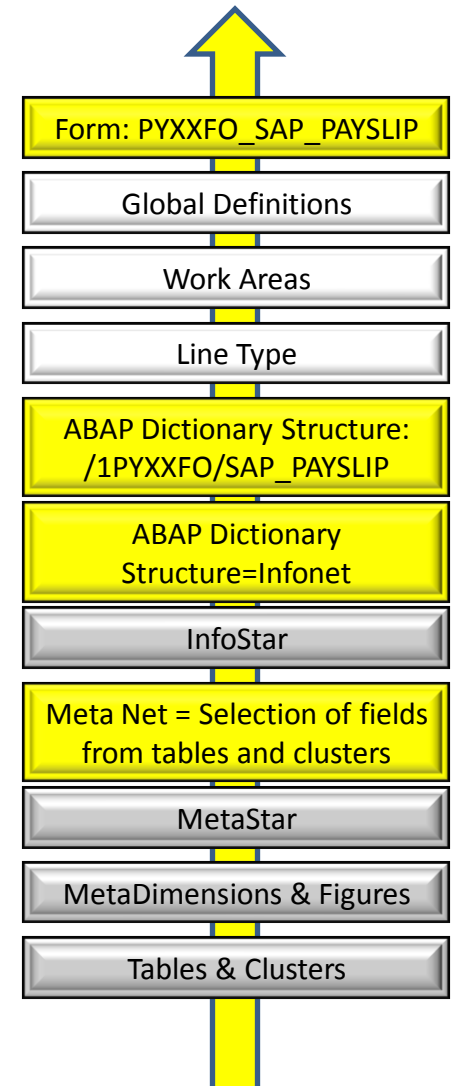 Form: PYXXFO_SAP_PAYSLIP
Global Definitions
Work Areas
Line Type
ABAP Dictionary Structure:
/1PYXXFO/SAP_PAYSLIP
ABAP Dictionary
Structure=Infonet
InfoStar
Meta Net = Selection of fields
from tables and clusters
MetaStar
MetaDimensions & Figures
Tables & Clusters